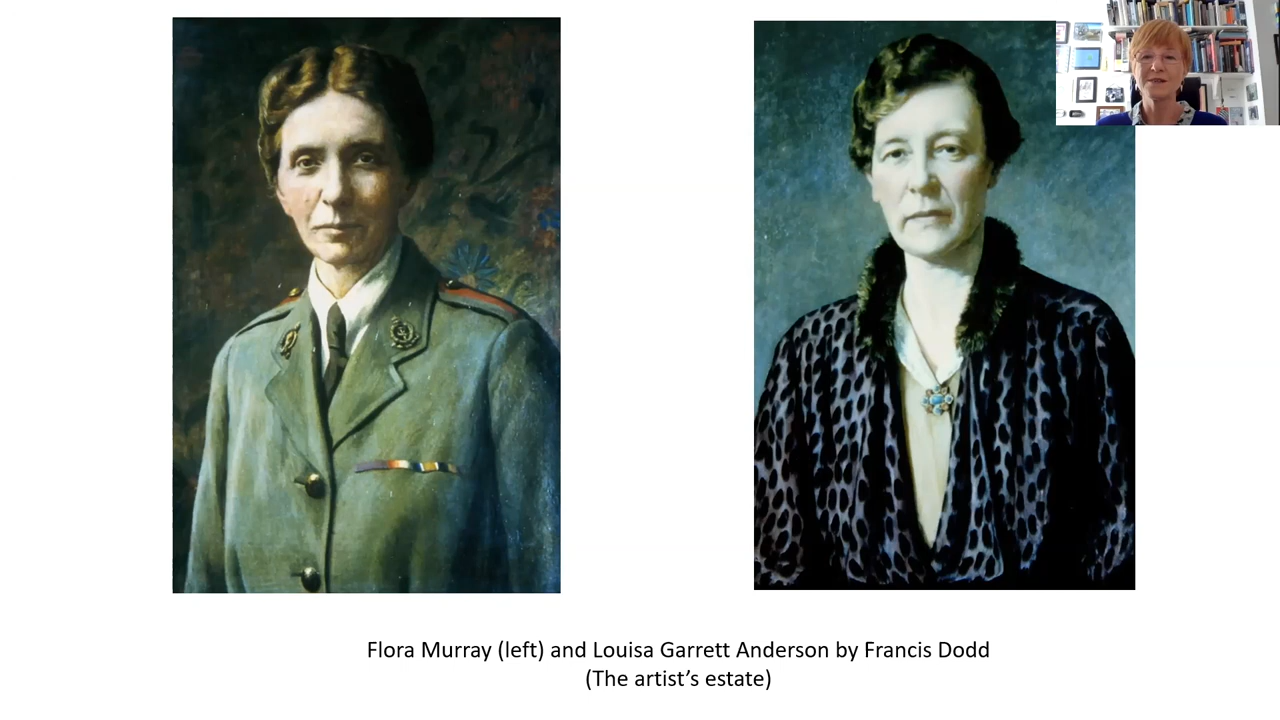 Flora Murray (left) and Louisa Garrett Anderson by Francis Dodd
(The artist’s estate)